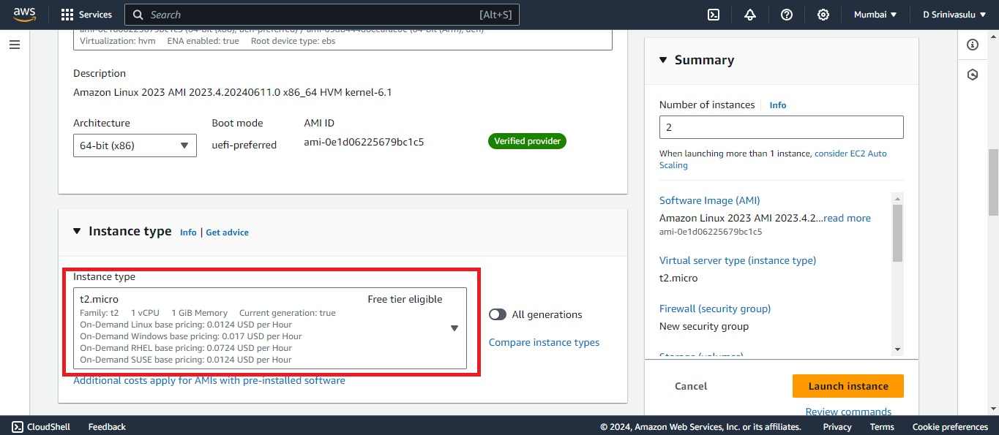 aws
Services
Search
[Alt+S]
Mumbai
D Srinivasulu
Virtualization: hvm ENA enabled: true Root device type: ebs
Description
Amazon Linux 2023 AMI 2023.4.20240611.0 x86_64 HVM kernel-6.1
Architecture
Boot mode
AMI ID
64-bit (x86)
uefi-preferred
ami-0e1d06225679bc1c5
Verified provider
Instance type Info | Get advice
Instance type
t2.micro
Free tier eligible
Family: t2 1 vCPU 1 GiB Memory Current generation: true
On-Demand Linux base pricing: 0.0124 USD per Hour
On-Demand Windows base pricing: 0.017 USD per Hour
On-Demand RHEL base pricing: 0.0724 USD per Hour
On-Demand SUSE base pricing: 0.0124 USD per Hour
All generations
Compare instance types
Additional costs apply for AMIs with pre-installed software
Summary
Number of instances Info
2
When launching more than 1 instance, consider EC2 Auto
Scaling
Software Image (AMI)
Amazon Linux 2023 AMI 2023.4.2...read more
ami-0e1d06225679bc1c5
Virtual server type (instance type)
t2.micro
Firewall (security group)
New security group
Storage (volumes)
Cancel
Launch instance
Review commands
CloudShell
Feedback
© 2024, Amazon Web Services, Inc. or its affiliates.
Privacy
Terms
Cookie preferences